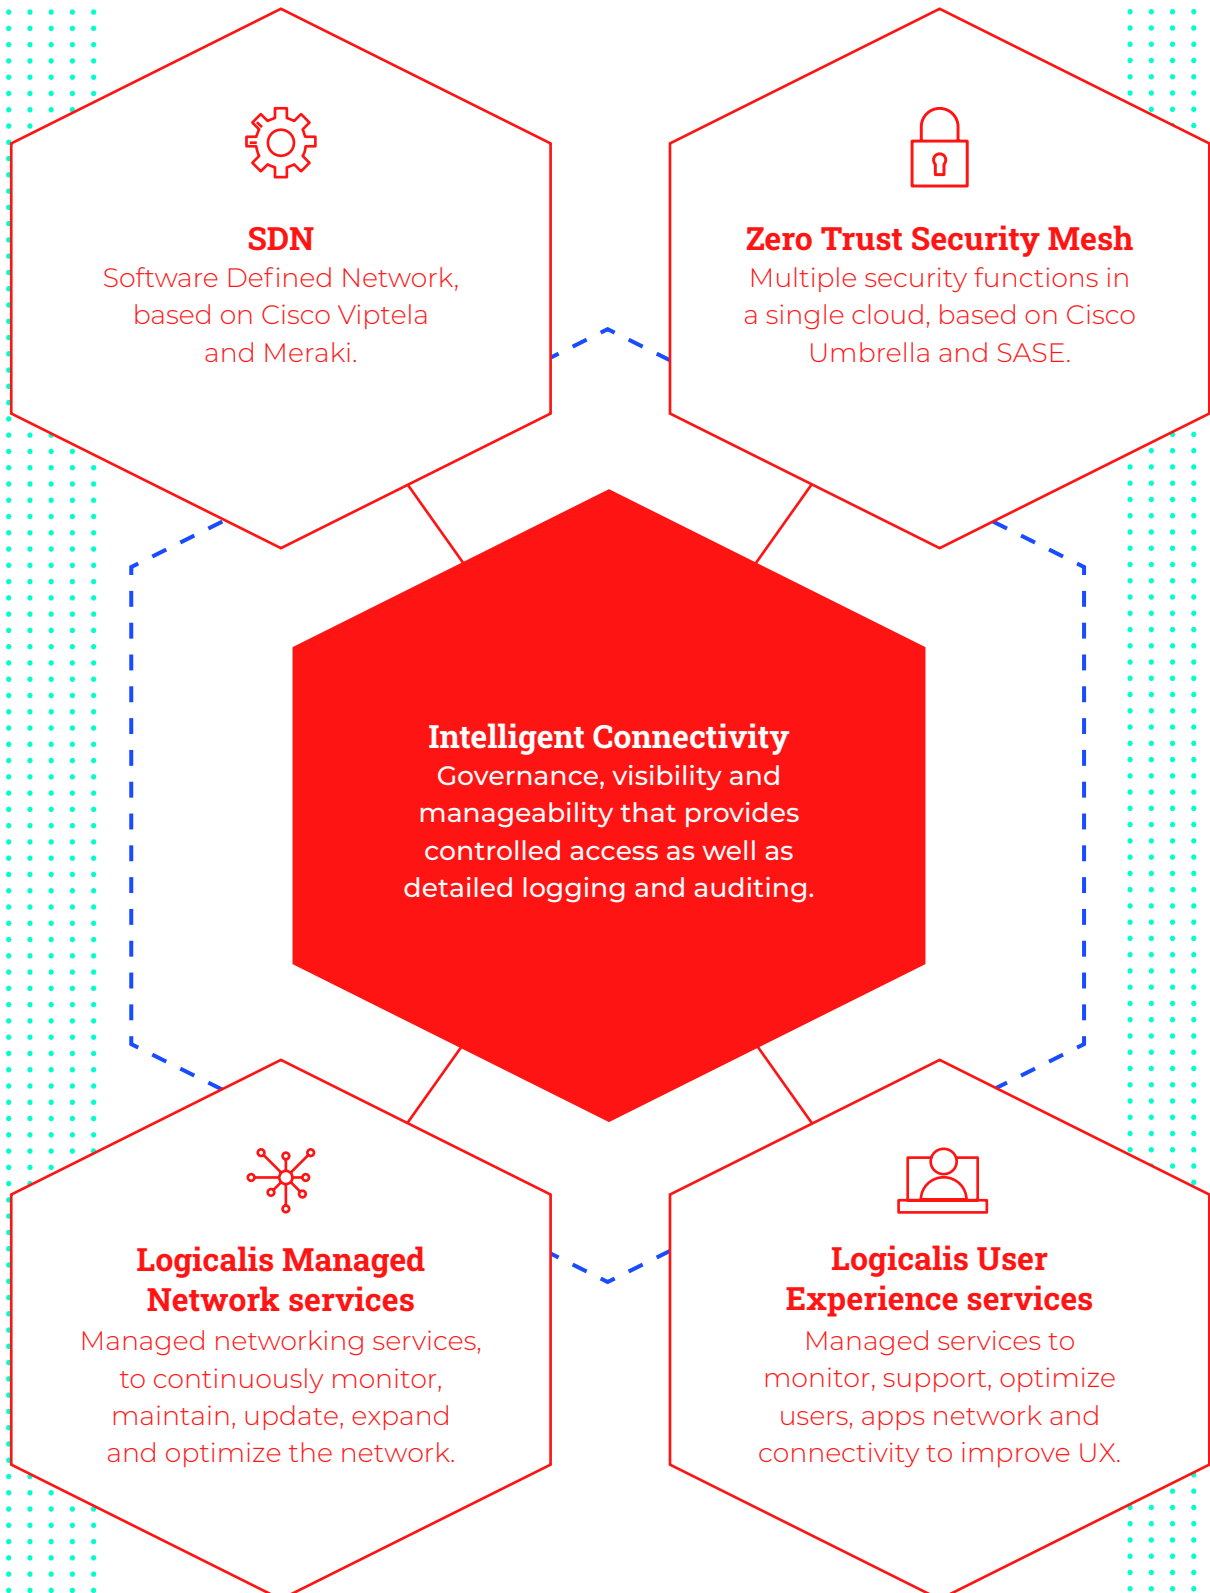 SDN
Software Defined Network,
based on Cisco Viptela
and Meraki.
Zero Trust Security Mesh
Multiple security functions in
a single cloud, based on Cisco
Umbrella and SASE.
Intelligent Connectivity
Governance, visibility and
manageability that provides
controlled access as well as
detailed logging and auditing.
Logicalis Managed
Network services
Managed networking services,
to continuously monitor,
maintain, update, expand
and optimize the network.
Logicalis User
Experience services
Managed services to
monitor, support, optimize
users, apps network and
connectivity to improve UX.